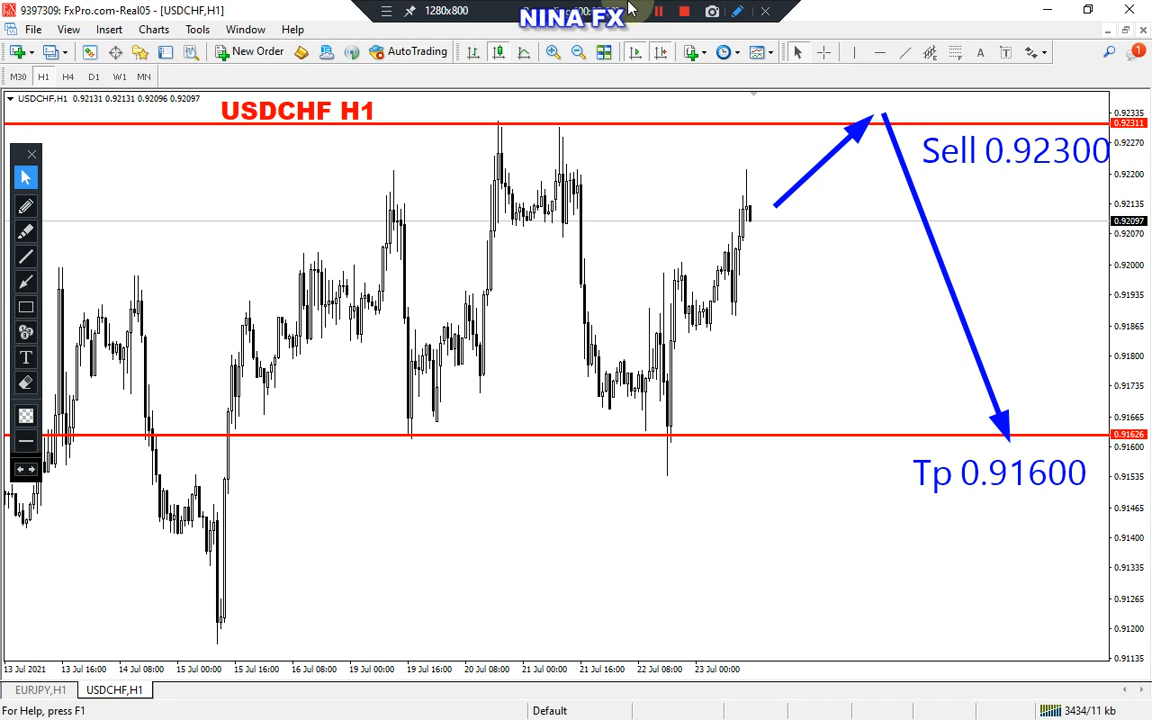 9397309: FxPro.com-Real05 - [USDCHF,H1]
1280x800
NINA FX
File View Insert Charts Tools Window Help
New Order
AutoTrading
1
M30 H1 H4 D1 W1 MN
USDCHF,H1 0.92131 0.92131 0.92096 0.92097
USDCHF H1
Sell 0.92300
Tp 0.91600
0.92335
0.92311
0.92270
0.92200
0.92135
0.92097
0.92070
0.92000
0.91935
0.91865
0.91800
0.91735
0.91665
0.91626
0.91600
0.91535
0.91465
0.91400
0.91335
0.91265
0.91200
0.91135
13 Jul 2021 13 Jul 16:00 14 Jul 08:00 15 Jul 00:00 15 Jul 16:00 16 Jul 08:00 19 Jul 00:00 19 Jul 16:00 20 Jul 08:00 21 Jul 00:00 21 Jul 16:00 22 Jul 08:00 23 Jul 00:00
EURJPY,H1 USDCHF,H1
For Help, press F1
Default
3434/11 kb